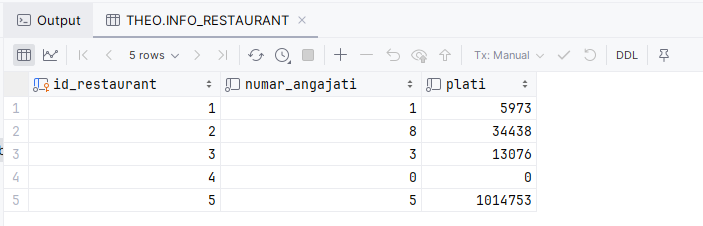 Output THEO.INFO_RESTAURANT
5 rows Tx: Manual DDL
id_restaurant numar_angajati plati
1 1 1 5973
2 2 8 34438
3 3 3 13076
4 4 0 0
5 5 5 1014753